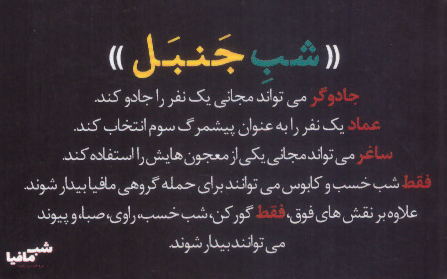 (( شبِ جَنبَل ))
جادوگر می تواند مجانی یک نفر را جادو کند.
عماد یک نفر را به عنوان پیشمرگ سوم انتخاب کند.
ساغر می تواند مجانی یکی از معجون هایش را استفاده کند.
فقط شب خسب و کابوس می توانند برای حمله گروهی مافیا بیدار شوند.
علاوه بر نقش های فوق، فقط گورکن، شب خسب، راوی، صبا، و پیوند
می توانند بیدار شوند.
شب
مافیا